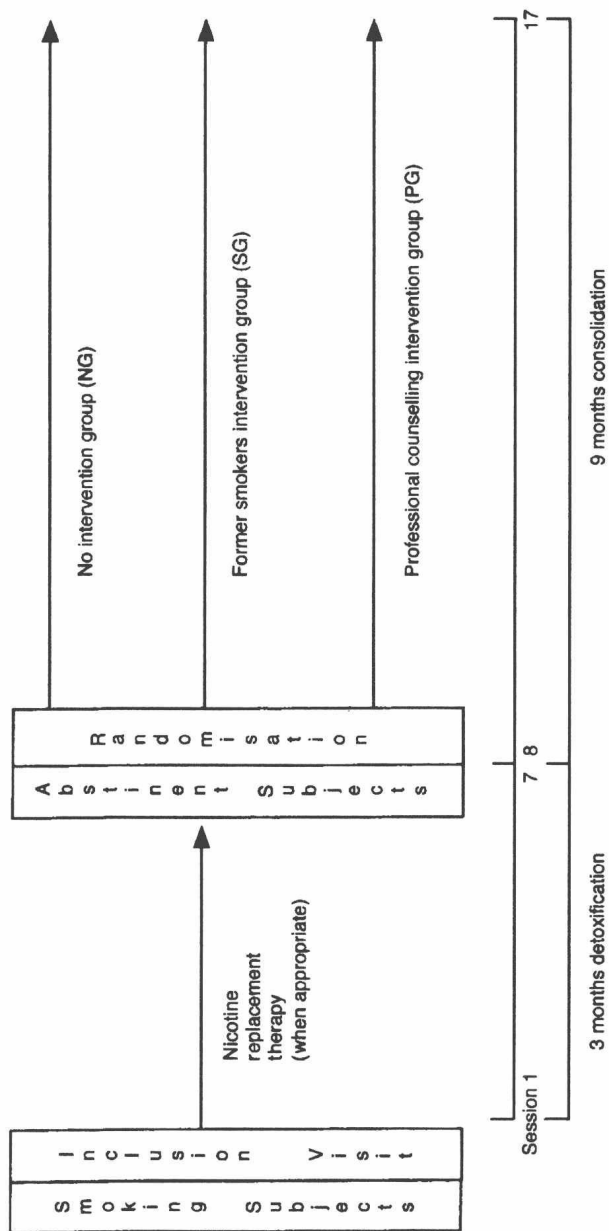 Smoking Subjects
Inclusion Visit
Nicotine
replacement
therapy
(when appropriate)
Abstinent Subjects
Randomisation
No intervention group (NG)
Former smokers intervention group (SG)
Professional counselling intervention group (PG)
Session 1
7 8
17
3 months detoxification
9 months consolidation